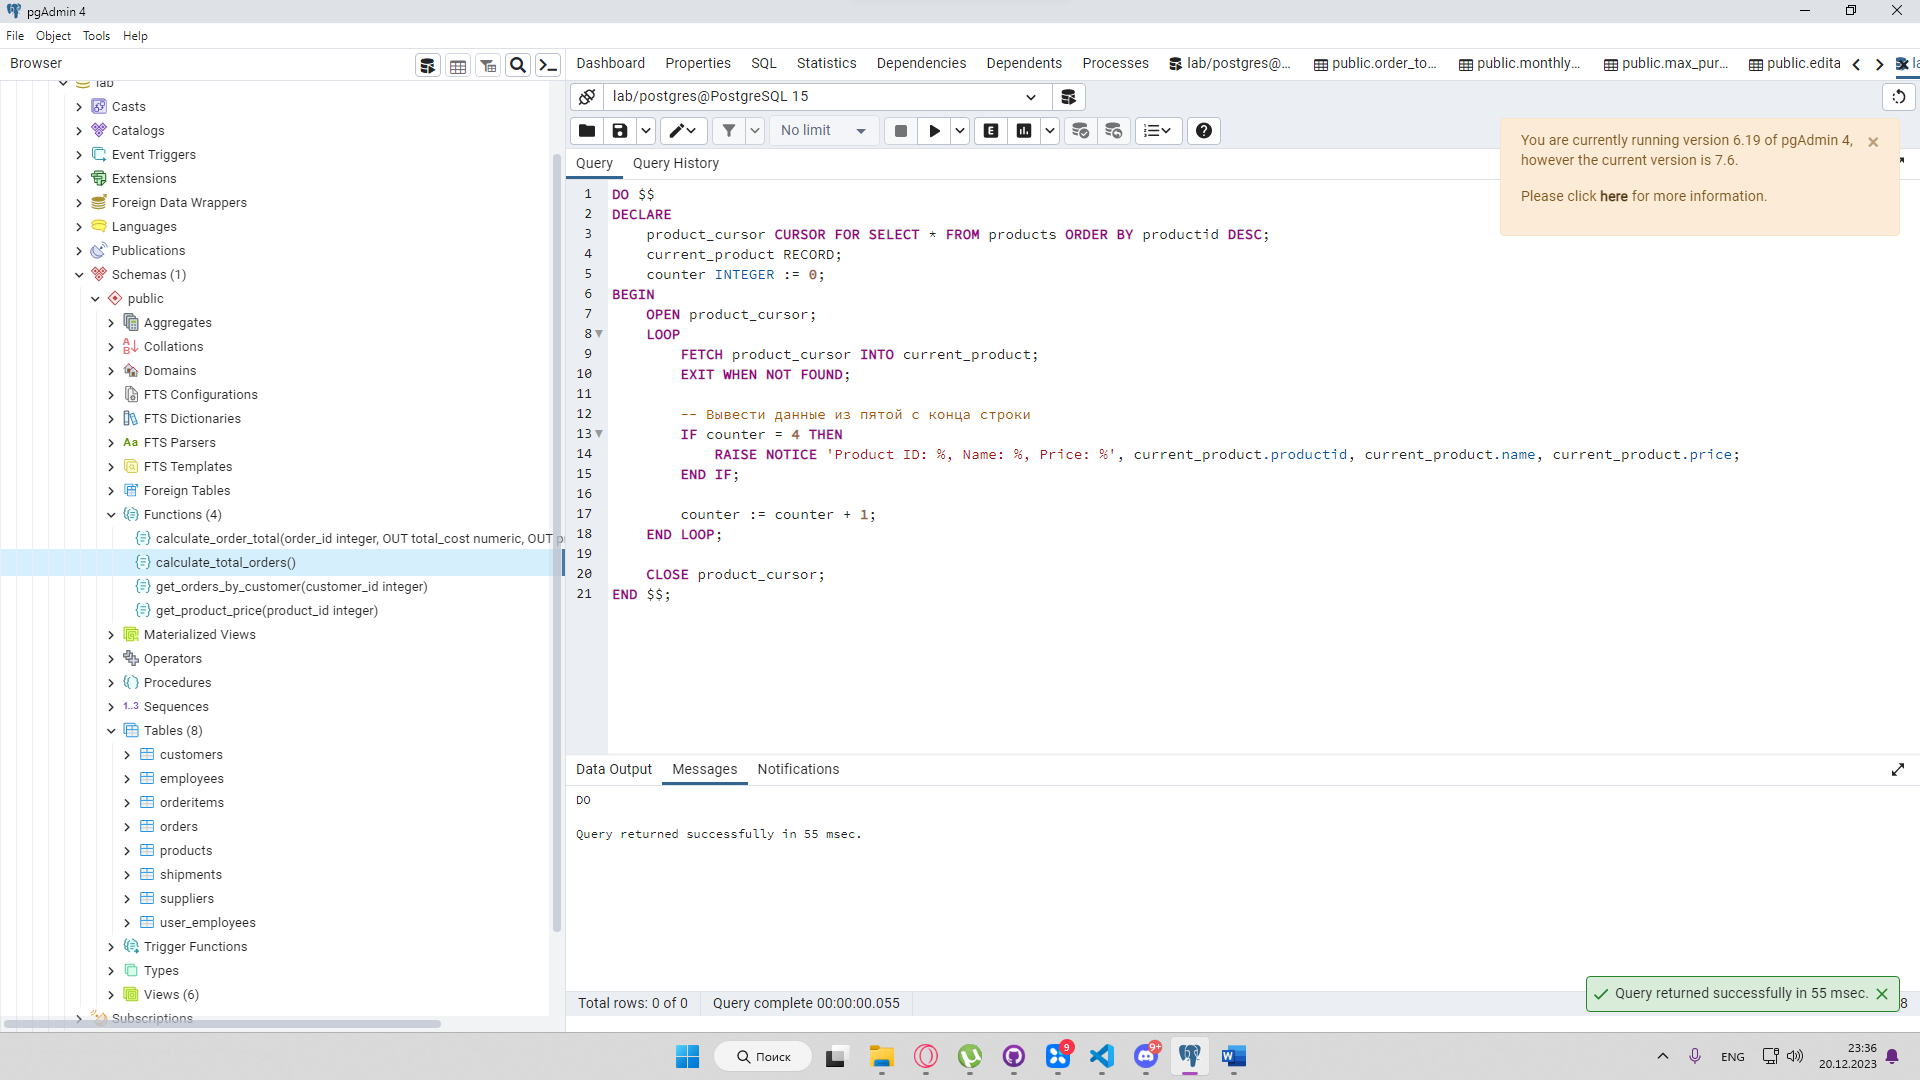 pgAdmin 4
File Object Tools Help
Browser
Dashboard Properties SQL Statistics Dependencies Dependents Processes lab/postgres@... public.order_to... public.monthly... public.max_pur... public.edita
lab/postgres@PostgreSQL 15
No limit
You are currently running version 6.19 of pgAdmin 4,
however the current version is 7.6.
Please click here for more information.
Query Query History
lab
Casts
Catalogs
Event Triggers
Extensions
Foreign Data Wrappers
Languages
Publications
Schemas (1)
public
Aggregates
Collations
Domains
FTS Configurations
FTS Dictionaries
Aa FTS Parsers
FTS Templates
Foreign Tables
Functions (4)
calculate_order_total(order_id integer, OUT total_cost numeric, OUT
calculate_total_orders()
get_orders_by_customer(customer_id integer)
get_product_price(product_id integer)
Materialized Views
Operators
Procedures
1..3 Sequences
Tables (8)
customers
employees
orderitems
orders
products
shipments
suppliers
user_employees
Trigger Functions
Types
Views (6)
Subscriptions
1 DO $$
2 DECLARE
3 product_cursor CURSOR FOR SELECT * FROM products ORDER BY productid DESC;
4 current_product RECORD;
5 counter INTEGER := 0;
6 BEGIN
7 OPEN product_cursor;
8 LOOP
9 FETCH product_cursor INTO current_product;
10 EXIT WHEN NOT FOUND;
11
12 -- Вывести данные из пятой с конца строки
13 IF counter = 4 THEN
14 RAISE NOTICE 'Product ID: %, Name: %, Price: %', current_product.productid, current_product.name, current_product.price;
15 END IF;
16
17 counter := counter + 1;
18 END LOOP;
19
20 CLOSE product_cursor;
21 END $$;
Data Output Messages Notifications
DO
Query returned successfully in 55 msec.
Total rows: 0 of 0 Query complete 00:00:00.055
Query returned successfully in 55 msec.
8
Поиск
9
9+
ENG
23:36
20.12.2023